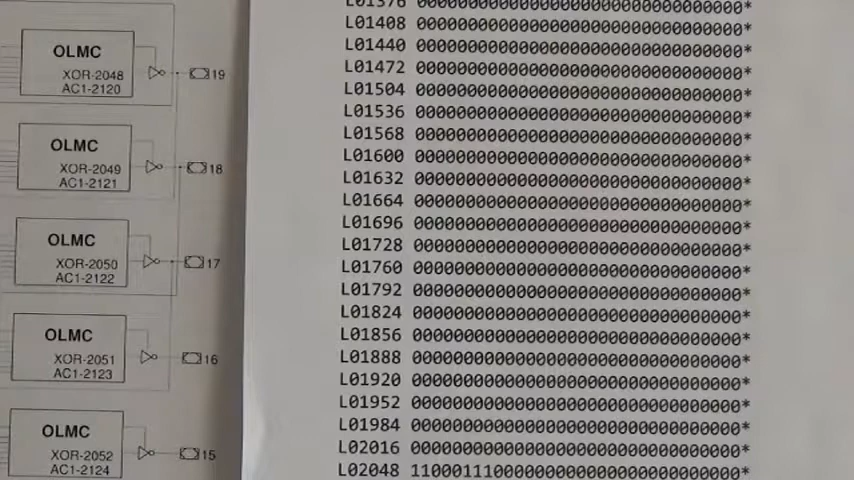 OLMC
XOR-2048
AC1-2120
19
OLMC
XOR-2049
AC1-2121
18
OLMC
XOR-2050
AC1-2122
17
OLMC
XOR-2051
AC1-2123
16
OLMC
XOR-2052
AC1-2124
15
L01376 00000000000000000000000000000000*
L01408 00000000000000000000000000000000*
L01440 00000000000000000000000000000000*
L01472 00000000000000000000000000000000*
L01504 00000000000000000000000000000000*
L01536 00000000000000000000000000000000*
L01568 00000000000000000000000000000000*
L01600 00000000000000000000000000000000*
L01632 00000000000000000000000000000000*
L01664 00000000000000000000000000000000*
L01696 00000000000000000000000000000000*
L01728 00000000000000000000000000000000*
L01760 00000000000000000000000000000000*
L01792 00000000000000000000000000000000*
L01824 00000000000000000000000000000000*
L01856 00000000000000000000000000000000*
L01888 00000000000000000000000000000000*
L01920 00000000000000000000000000000000*
L01952 00000000000000000000000000000000*
L01984 00000000000000000000000000000000*
L02016 00000000000000000000000000000000*
L02048 11000111000000000000000000000000*